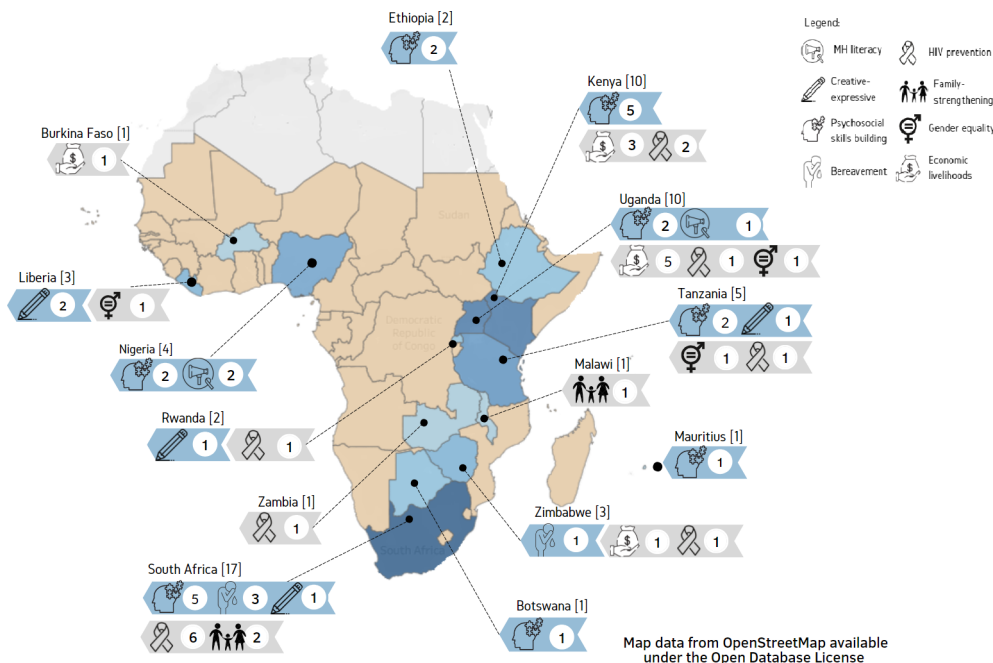 Ethiopia [2]
2
Legend:
MH literacy
HIV prevention
Creative-
expressive
Family-
strengthening
Psychosocial
skills building
Gender equality
Bereavement
$
Economic
livelihoods
Kenya [10]
5
$ 3 2
Burkina Faso [1]
$ 1
Uganda [10]
2 1
$ 5 1 1
Sudan
Liberia [3]
2 1
Tanzania [5]
2 1
1 1
Democratic
Republic
of Congo
Nigeria [4]
2 2
Malawi [1]
1
Rwanda [2]
1 1
Mauritius [1]
1
Zambia [1]
1
Zimbabwe [3]
1 $ 1 1
South Africa
South Africa [17]
5 3 1
6 2
Botswana [1]
1
Map data from OpenStreetMap available
under the Open Database License